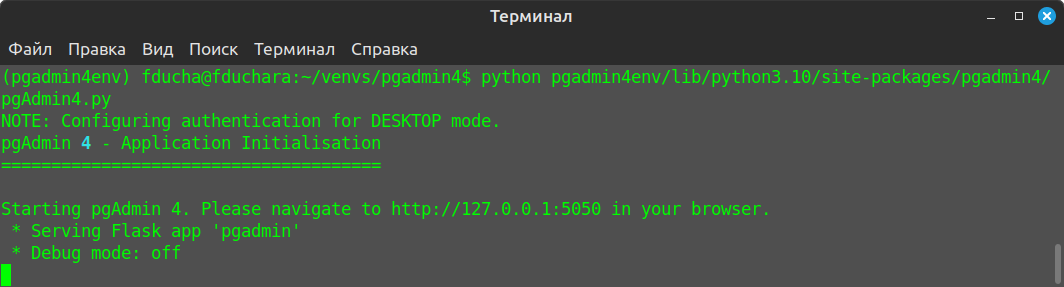 Терминал
Файл Правка Вид Поиск Терминал Справка
(pgadmin4env) fducha@fduchara:~/venvs/pgadmin4$ python pgadmin4env/lib/python3.10/site-packages/pgadmin4/
pgAdmin4.py
NOTE: Configuring authentication for DESKTOP mode.
pgAdmin 4 - Application Initialisation
======================================
Starting pgAdmin 4. Please navigate to http://127.0.0.1:5050 in your browser.
 * Serving Flask app 'pgadmin'
 * Debug mode: off